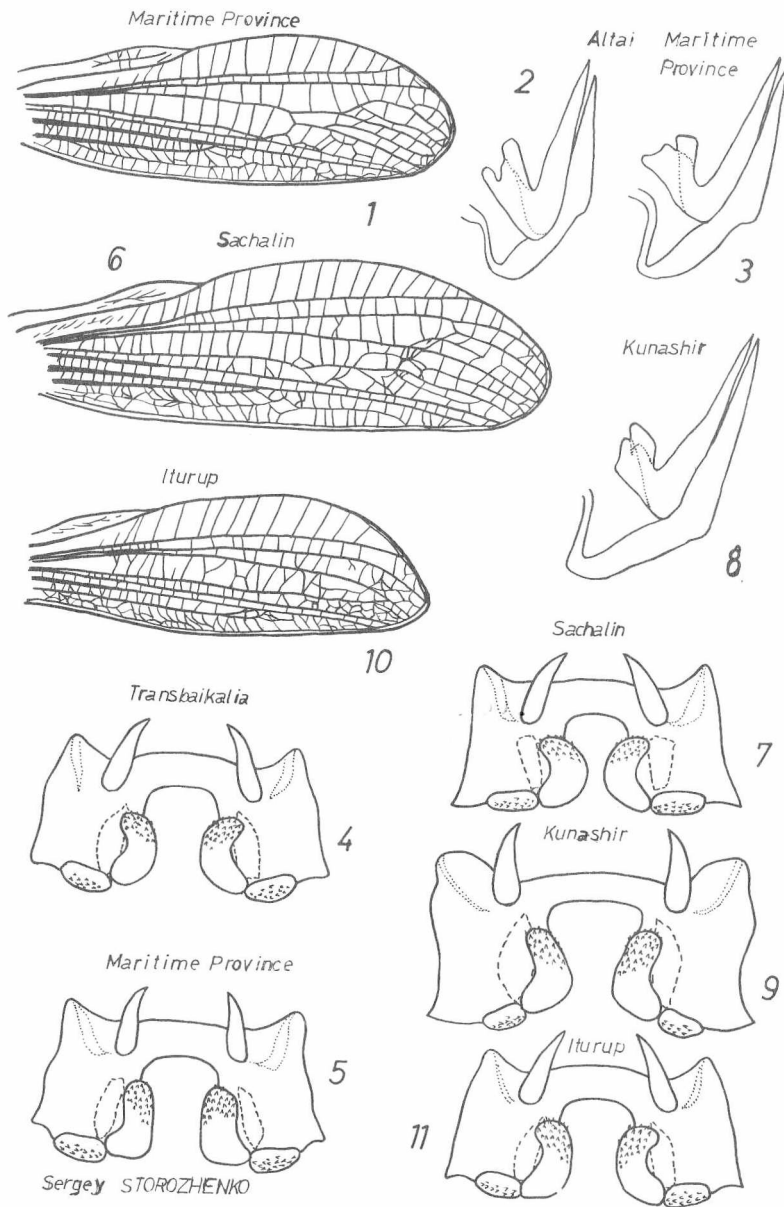 Maritime Province
1
2
Altai
Maritime
Province
3
Sachalin
6
Kunashir
8
Iturup
10
Transbaikalia
4
Sachalin
7
Kunashir
9
Maritime Province
5
Iturup
11
Sergey STOROZHENKO